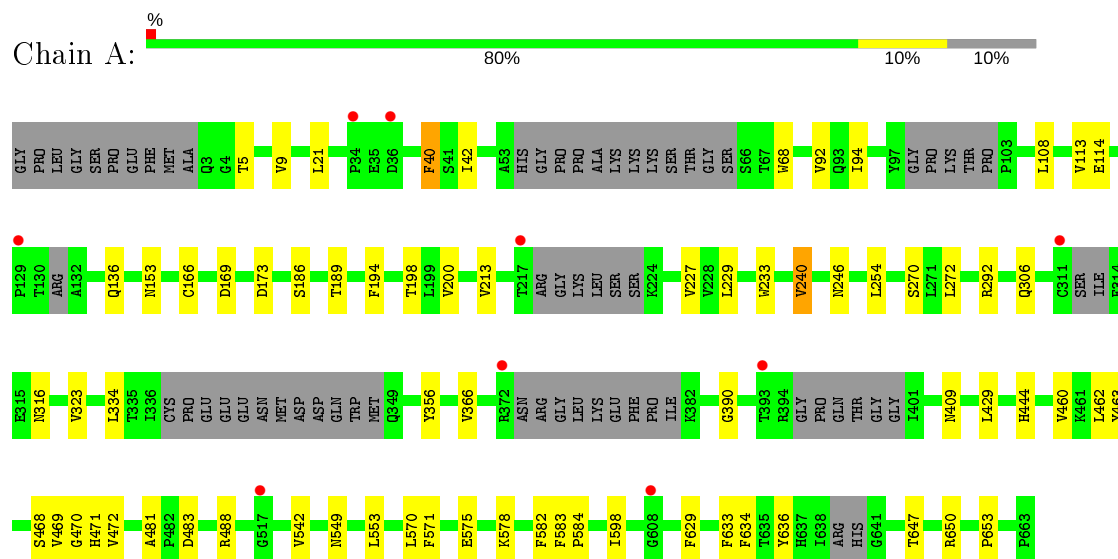 %
Chain A:
80% 10% 10%
GLY PRO LEU GLY SER PRO GLU PHE MET ALA Q3 G4 T5 V9 L21 P34 E35 D36 F40 S41 I42 A53 HIS GLY PRO PRO ALA LYS LYS LYS SER THR GLY SER S66 T67 W68 V92 Q93 I94 Y97 GLY PRO LYS THR PRO P103 L108 V113 E114
P129 T130 ARG A132 Q136 N153 C166 D169 D173 S186 T189 F194 T198 L199 V200 V213 T217 ARG GLY LYS LEU SER SER K224 V227 V228 L229 W233 V240 N246 L254 S270 L271 L272 R292 Q306 C311 SER ILE E314
E315 N316 V323 L334 T335 I336 CYS PRO GLU GLU GLU ASN MET ASP ASP GLN TRP MET Q349 Y356 V366 R372 ASN ARG GLY LEU LYS GLU PHE PRO ILE K382 G390 T393 R394 GLY PRO GLN THR GLY GLY I401 N409 L429 H444 V460 K461 L462 Y463
S468 V469 G470 H471 V472 A481 P482 D483 R488 G517 V542 N549 L553 L570 F571 E575 K578 F582 F583 P584 I598 G608 F629 F633 F634 T635 Y636 H637 I638 ARG HIS G641 T647 R650 P653 P663